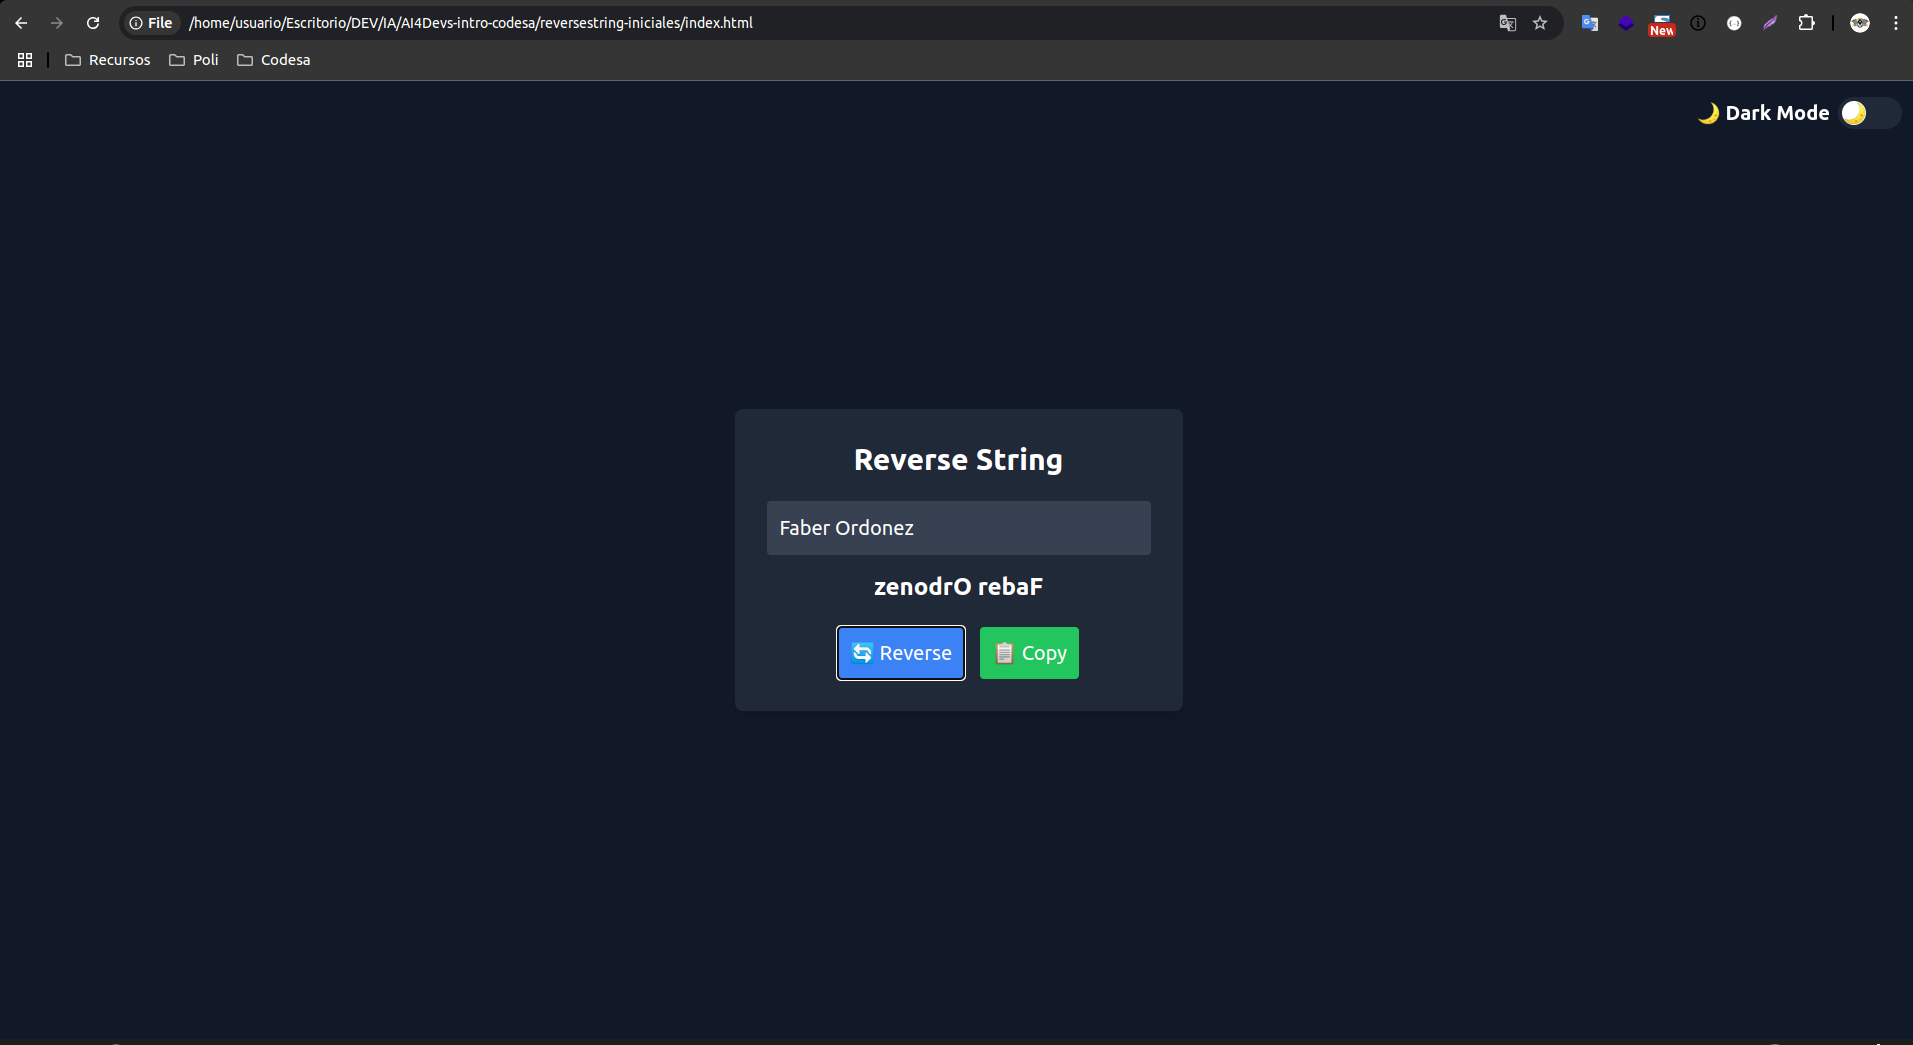 File /home/usuario/Escritorio/DEV/IA/AI4Devs-intro-codesa/reversestring-iniciales/index.html
New
Recursos Poli Codesa
🌙 Dark Mode
Reverse String
Faber Ordonez
zenodrO rebaF
🔄 Reverse 📋 Copy